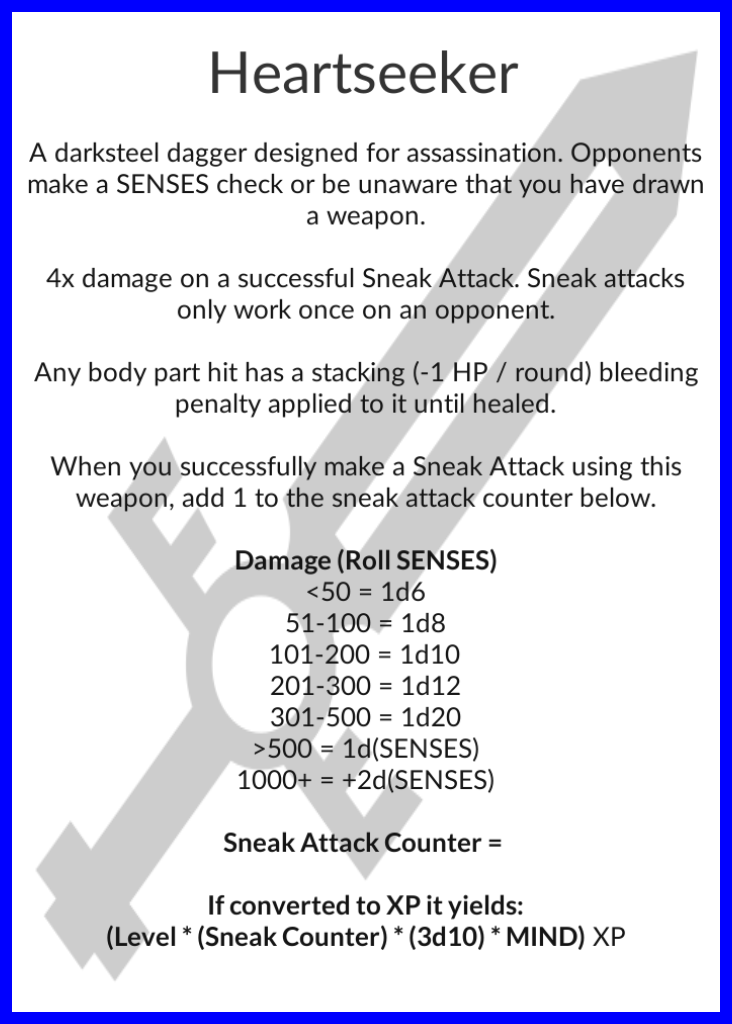 Heartseeker
A darksteel dagger designed for assassination. Opponents
make a SENSES check or be unaware that you have drawn
a weapon.
4x damage on a successful Sneak Attack. Sneak attacks
only work once on an opponent.
Any body part hit has a stacking (-1 HP / round) bleeding
penalty applied to it until healed.
When you successfully make a Sneak Attack using this
weapon, add 1 to the sneak attack counter below.
Damage (Roll SENSES)
<50 = 1d6
51-100 = 1d8
101-200 = 1d10
201-300 = 1d12
301-500 = 1d20
>500 = 1d(SENSES)
1000+ = +2d(SENSES)
Sneak Attack Counter =
If converted to XP it yields:
(Level * (Sneak Counter) * (3d10) * MIND) XP